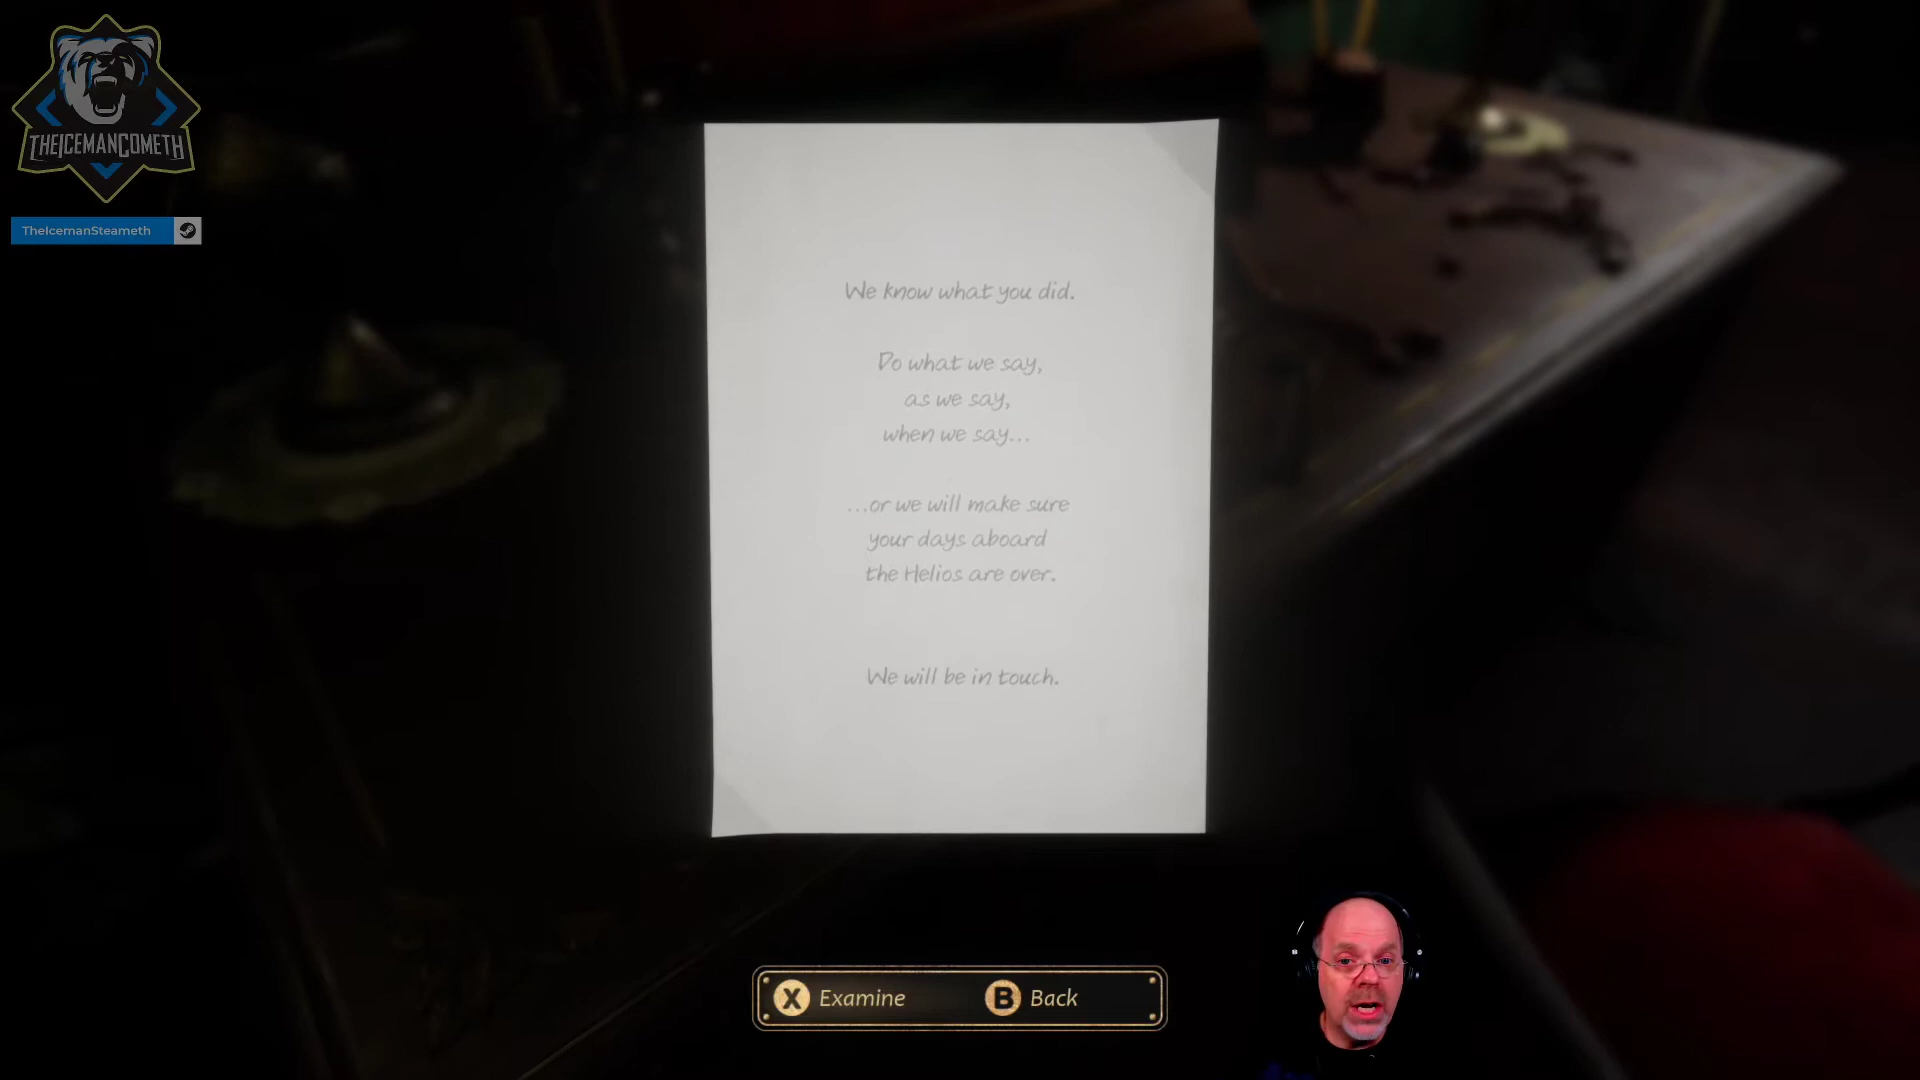 THEICEMANCOMETH
TheIcemanSteameth
We know what you did.
Do what we say,
as we say,
when we say...
...or we will make sure
your days aboard
the Helios are over.
We will be in touch.
X Examine
B Back